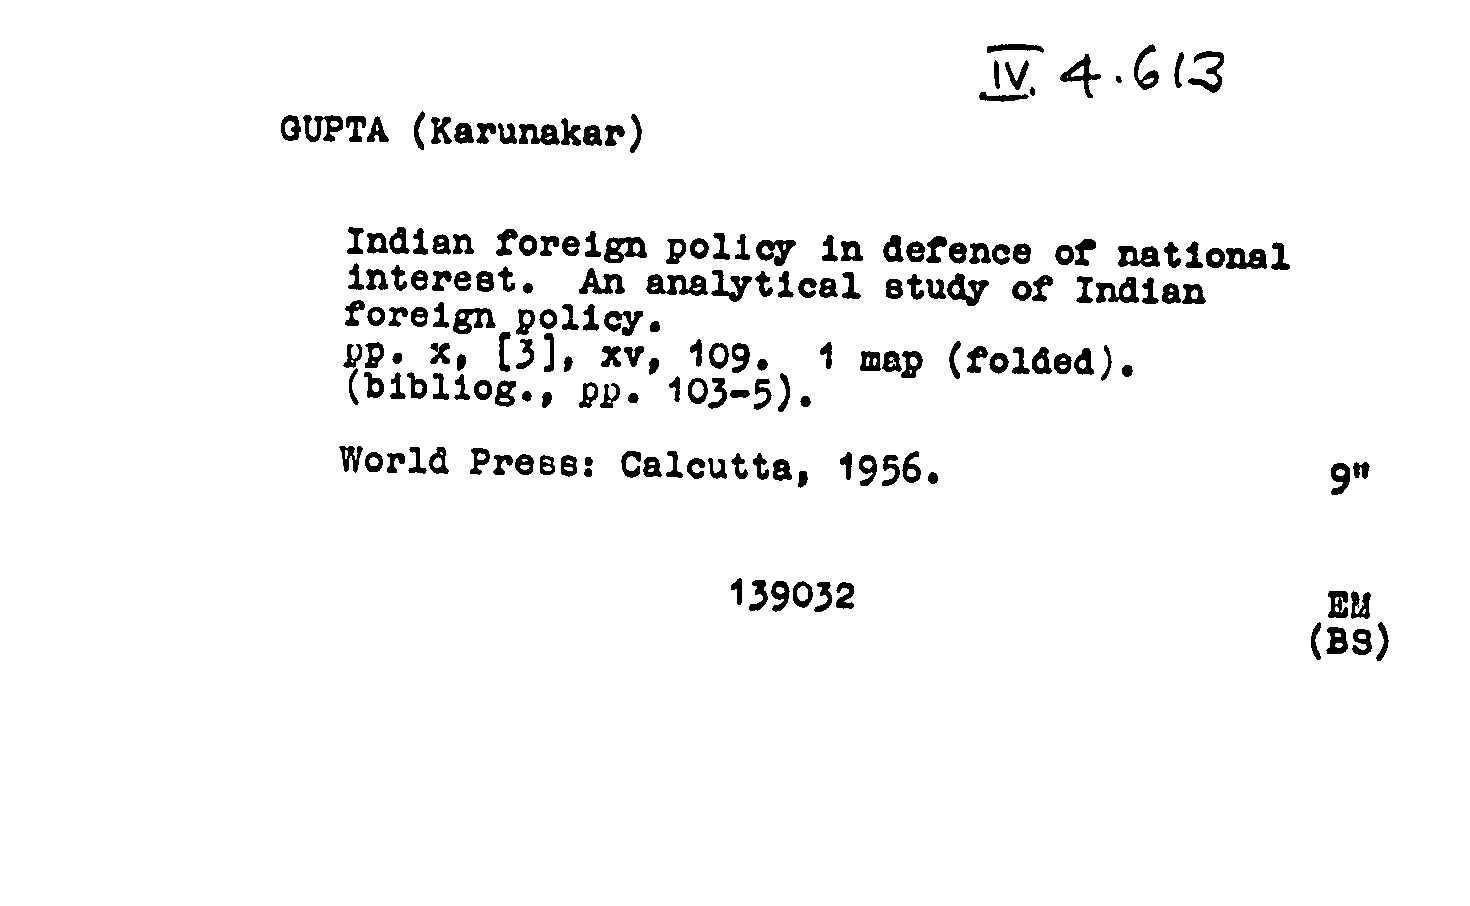 IV. 4.613
GUPTA (Karunakar)
Indian foreign policy in defence of national
interest. An analytical study of Indian
foreign policy.
pp. x, [3], xv, 109. 1 map (folded).
(bibliog., pp. 103-5).
World Press: Calcutta, 1956. 9"
139032 EM
(BS)